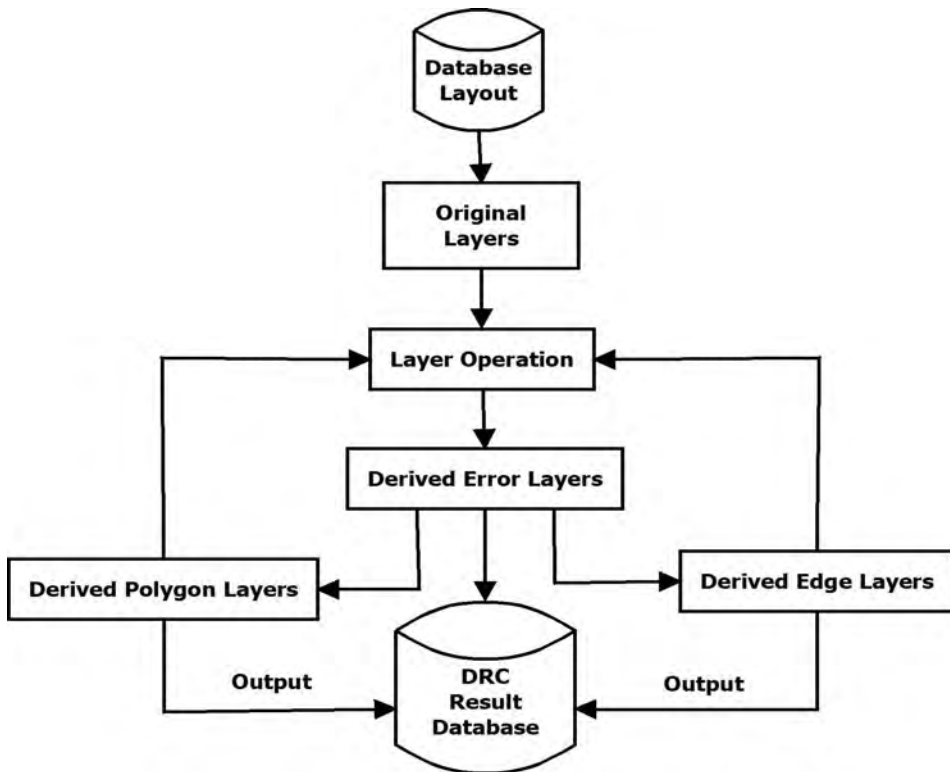 Database
Layout
Original
Layers
Layer Operation
Derived Error Layers
Derived Polygon Layers
Derived Edge Layers
Output
DRC
Result
Database
Output